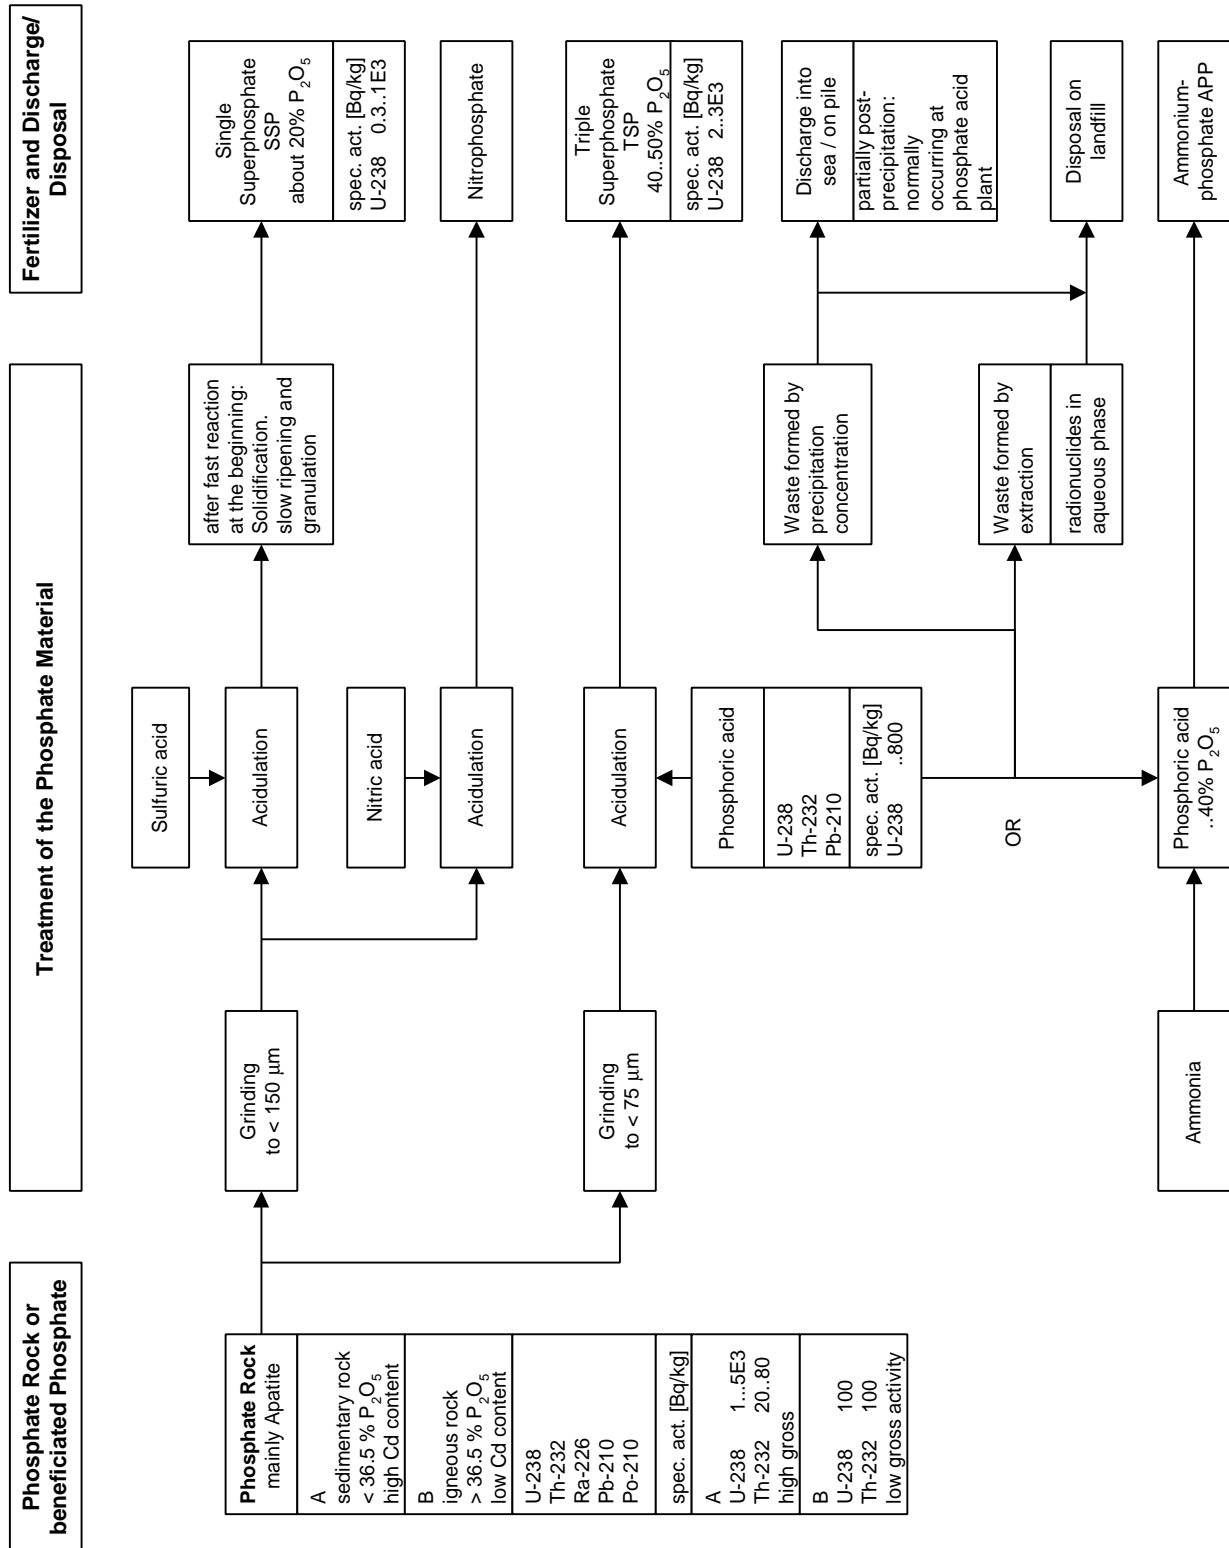 Phosphate Rock or
beneficiated Phosphate
Treatment of the Phosphate Material
Fertilizer and Discharge/
Disposal
Phosphate Rock
mainly Apatite
A
sedimentary rock
< 36.5 % P₂O₅
high Cd content
B
igneous rock
> 36.5 % P₂O₅
low Cd content
U-238
Th-232
Ra-226
Pb-210
Po-210
spec. act. [Bq/kg]
A
U-238 1...5E3
Th-232 20..80
high gross
B
U-238 100
Th-232 100
low gross activity
Grinding
to < 150 µm
Grinding
to < 75 µm
Ammonia
Sulfuric acid
Acidulation
Nitric acid
Acidulation
Acidulation
Phosphoric acid
U-238
Th-232
Pb-210
spec. act. [Bq/kg]
U-238 ..800
OR
Phosphoric acid
..40% P₂O₅
after fast reaction
at the beginning:
Solidification.
slow ripening and
granulation
Waste formed by
precipitation
concentration
Waste formed by
extraction
radionuclides in
aqueous phase
Single
Superphosphate
SSP
about 20% P₂O₅
spec. act. [Bq/kg]
U-238 0.3..1E3
Nitrophosphate
Triple
Superphosphate
TSP
40..50% P₂O₅
spec. act. [Bq/kg]
U-238 2..3E3
Discharge into
sea / on pile
partially post-
precipitation:
normally
occurring at
phosphate acid
plant
Disposal on
landfill
Ammonium-
phosphate APP